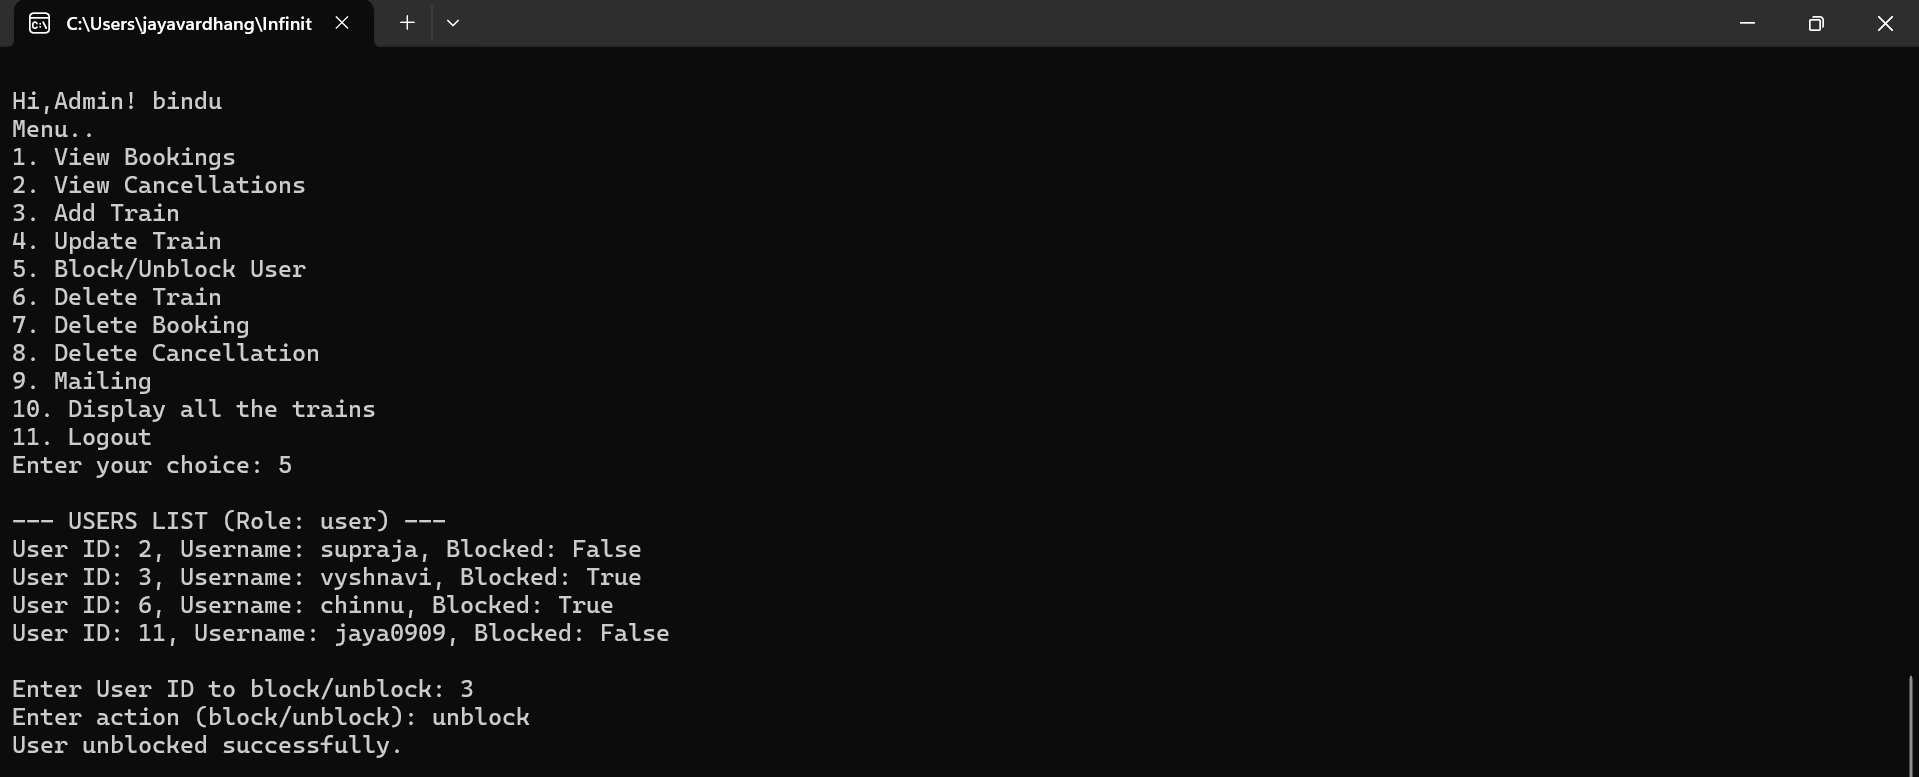 C:\Users\jayavardhang\Infinit
Hi,Admin! bindu
Menu..
1. View Bookings
2. View Cancellations
3. Add Train
4. Update Train
5. Block/Unblock User
6. Delete Train
7. Delete Booking
8. Delete Cancellation
9. Mailing
10. Display all the trains
11. Logout
Enter your choice: 5
--- USERS LIST (Role: user) ---
User ID: 2, Username: supraja, Blocked: False
User ID: 3, Username: vyshnavi, Blocked: True
User ID: 6, Username: chinnu, Blocked: True
User ID: 11, Username: jaya0909, Blocked: False
Enter User ID to block/unblock: 3
Enter action (block/unblock): unblock
User unblocked successfully.